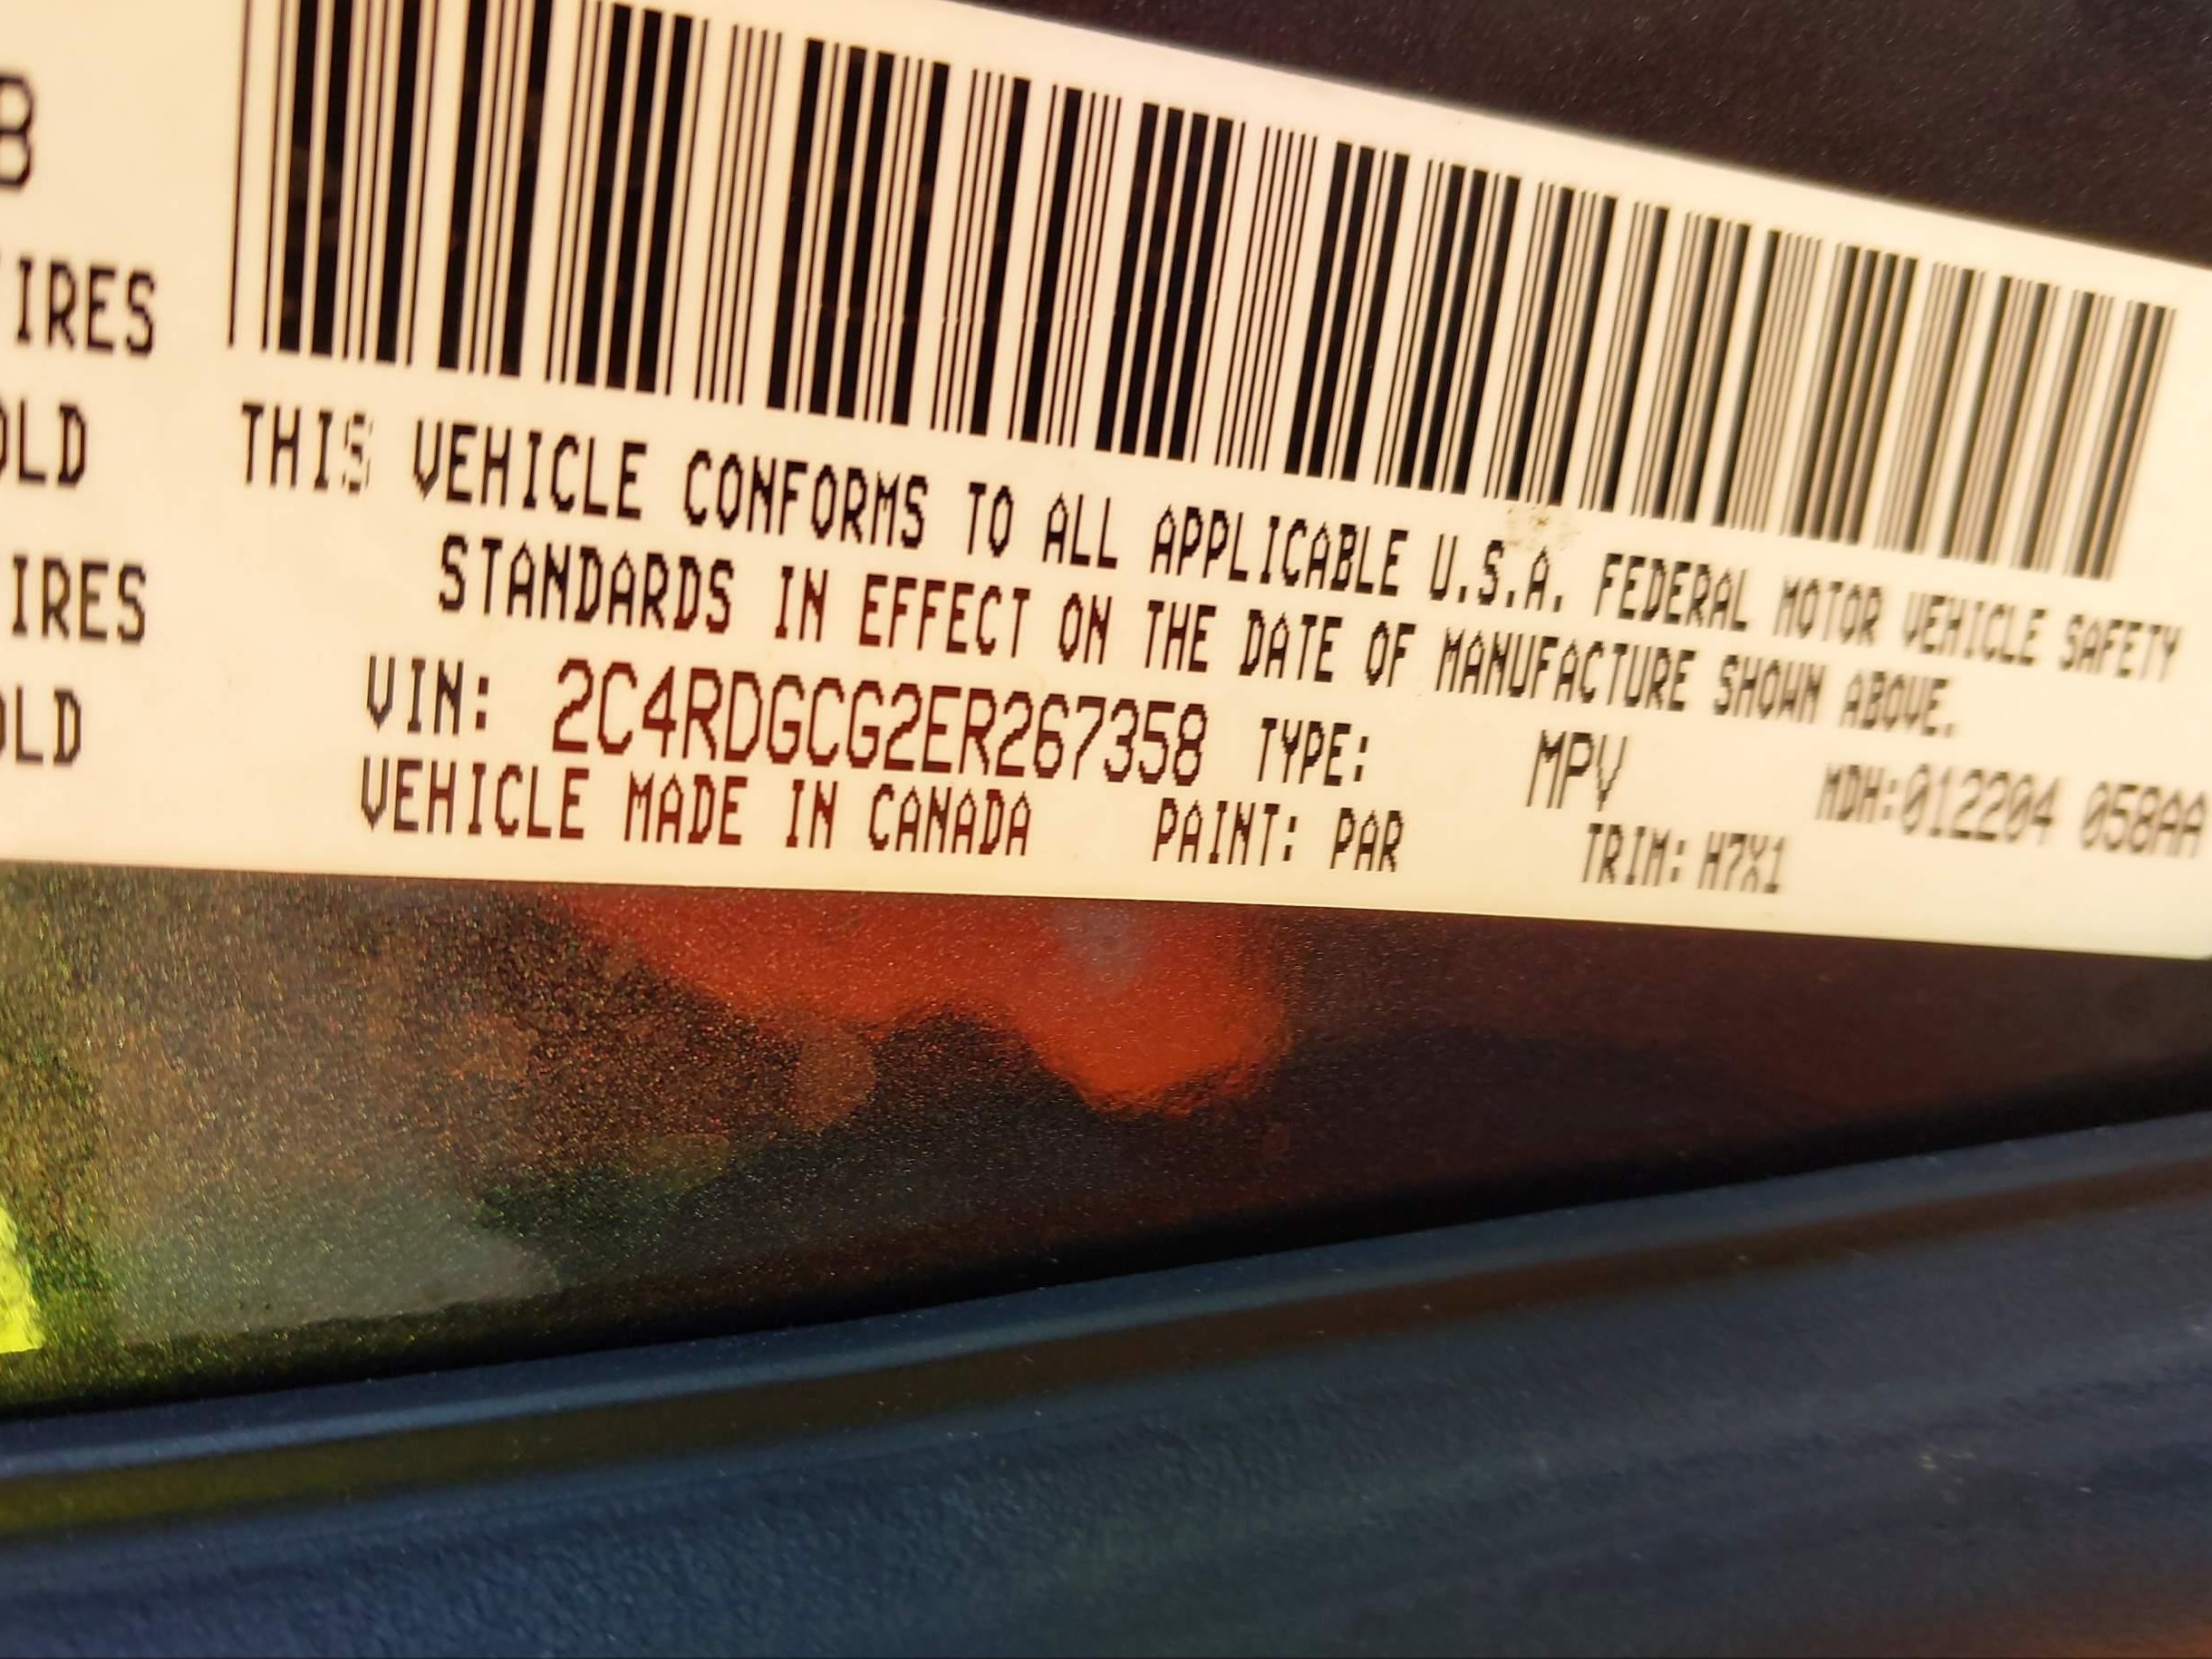 8
IRES
OLD
IRES
OLD
THIS VEHICLE CONFORMS TO ALL APPLICABLE U.S.A. FEDERAL MOTOR VEHICLE SAFETY
STANDARDS IN EFFECT ON THE DATE OF MANUFACTURE SHOWN ABOVE.
VIN: 2C4RDGCG2ER267358 TYPE: MPV MDH:012204 058AA
VEHICLE MADE IN CANADA PAINT: PAR TRIM: H7X1